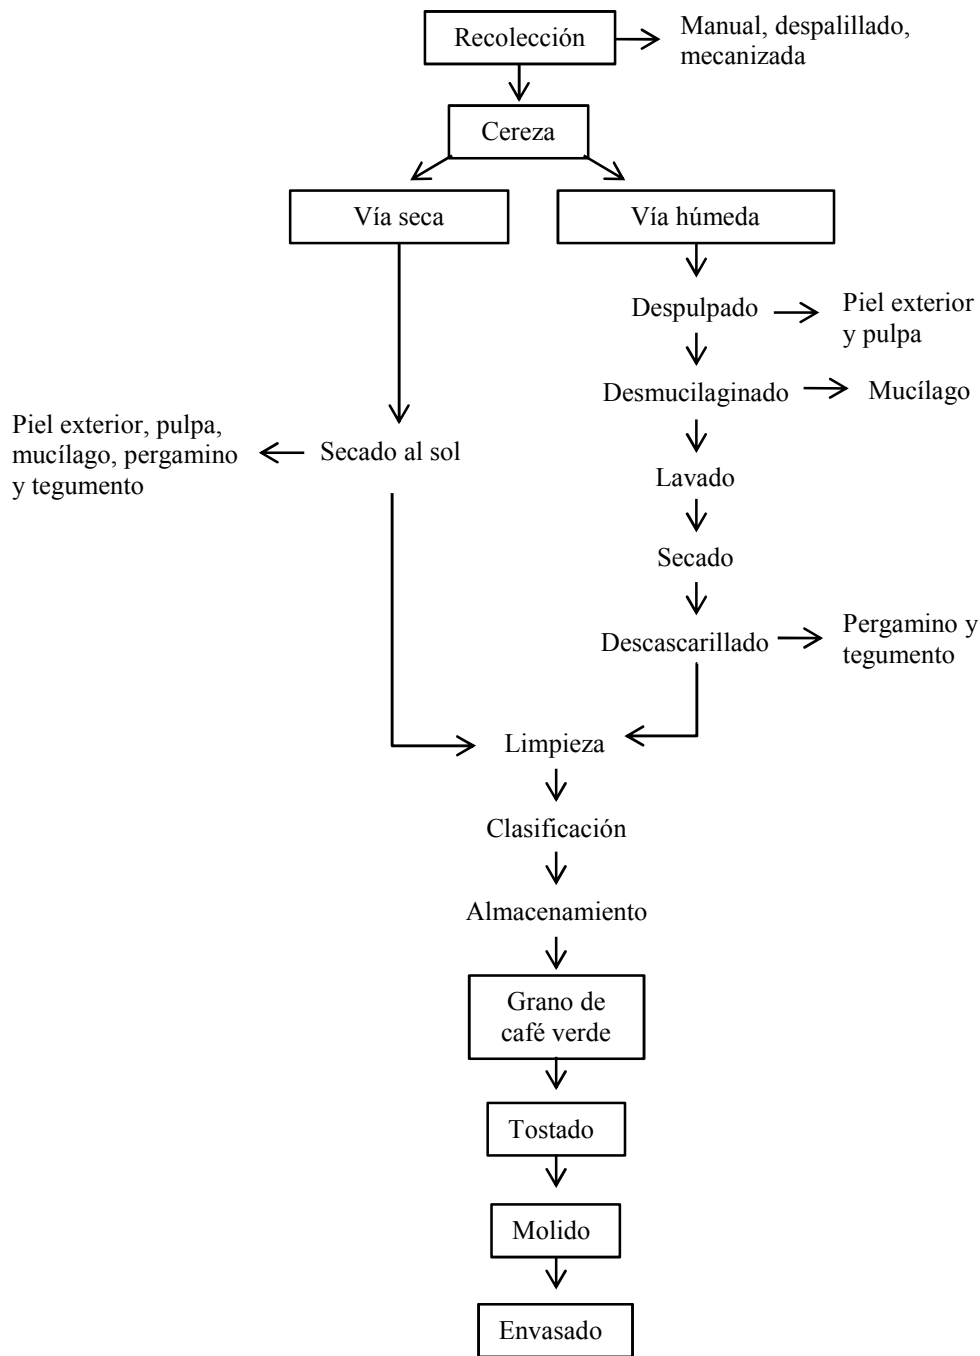 Recolección
Manual, despalillado,
mecanizada
Cereza
Vía seca
Vía húmeda
Despulpado
Piel exterior
y pulpa
Desmucilaginado
Mucílago
Piel exterior, pulpa,
mucílago, pergamino
y tegumento
Secado al sol
Lavado
Secado
Descascarillado
Pergamino y
tegumento
Limpieza
Clasificación
Almacenamiento
Grano de
café verde
Tostado
Molido
Envasado